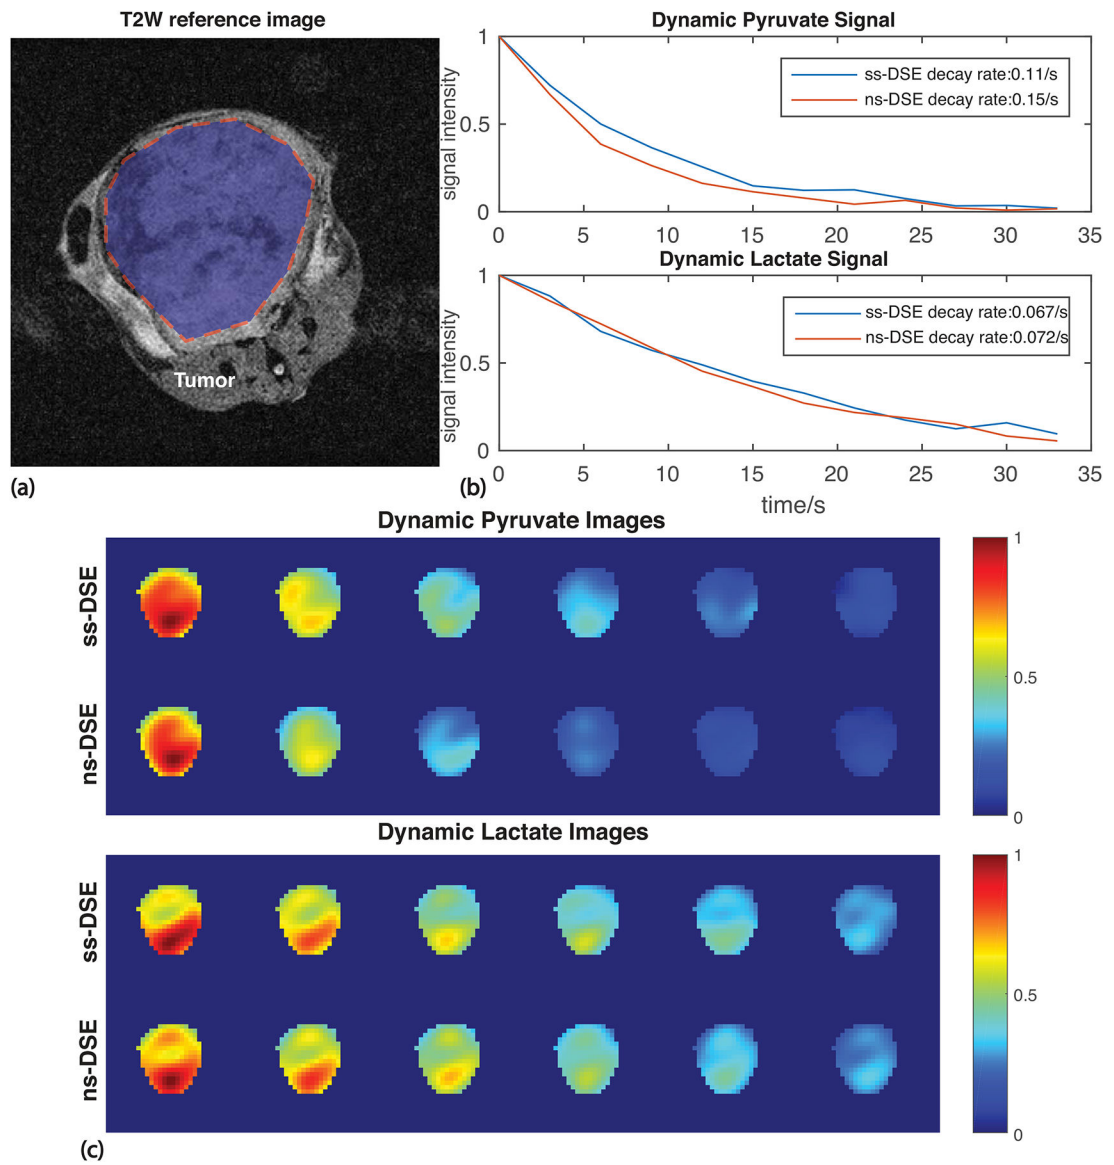 T2W reference image
Tumor
(a)
Dynamic Pyruvate Signal
signal intensity
1
0.5
0
ss-DSE decay rate:0.11/s
ns-DSE decay rate:0.15/s
0 5 10 15 20 25 30 35
Dynamic Lactate Signal
signal intensity
1
0.5
0
ss-DSE decay rate:0.067/s
ns-DSE decay rate:0.072/s
0 5 10 15 20 25 30 35
time/s
(b)
Dynamic Pyruvate Images
ss-DSE
ns-DSE
1
0.5
0
Dynamic Lactate Images
ss-DSE
ns-DSE
1
0.5
0
(c)